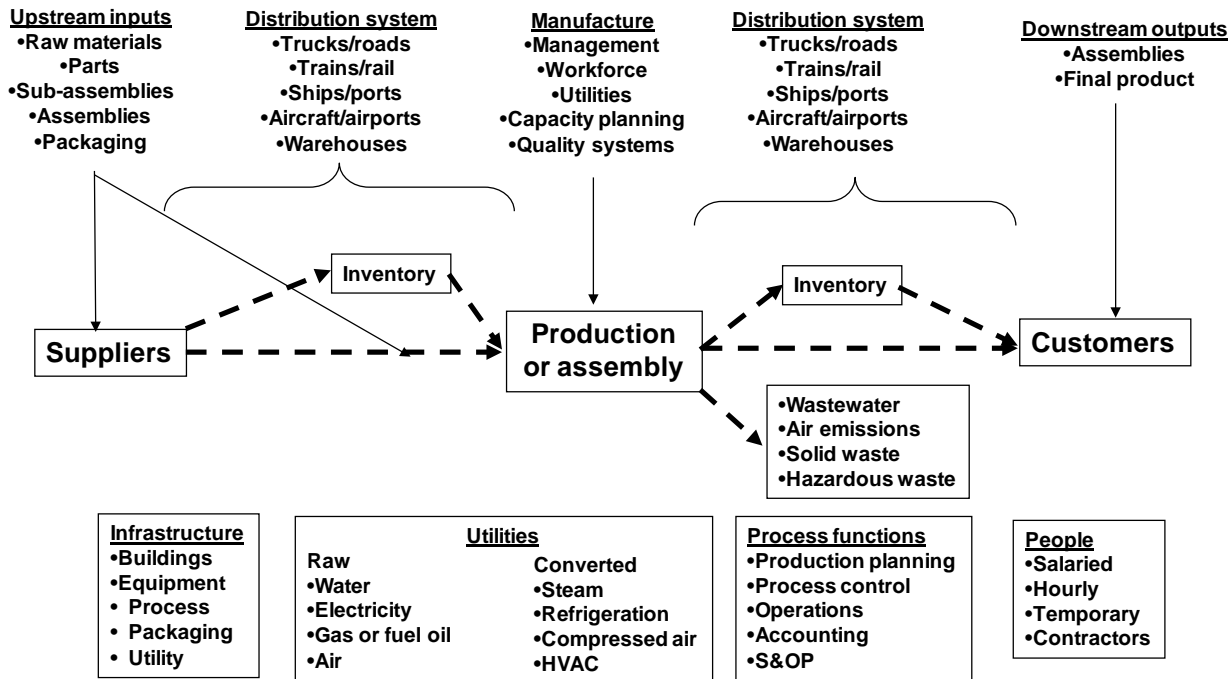 Upstream inputs
•Raw materials
•Parts
•Sub-assemblies
•Assemblies
•Packaging
Distribution system
•Trucks/roads
•Trains/rail
•Ships/ports
•Aircraft/airports
•Warehouses
Manufacture
•Management
•Workforce
•Utilities
•Capacity planning
•Quality systems
Distribution system
•Trucks/roads
•Trains/rail
•Ships/ports
•Aircraft/airports
•Warehouses
Downstream outputs
•Assemblies
•Final product
Suppliers
Inventory
Production
or assembly
Inventory
Customers
•Wastewater
•Air emissions
•Solid waste
•Hazardous waste
Infrastructure
•Buildings
•Equipment
• Process
• Packaging
• Utility
Utilities
Raw
•Water
•Electricity
•Gas or fuel oil
•Air
Converted
•Steam
•Refrigeration
•Compressed air
•HVAC
Process functions
•Production planning
•Process control
•Operations
•Accounting
•S&OP
People
•Salaried
•Hourly
•Temporary
•Contractors